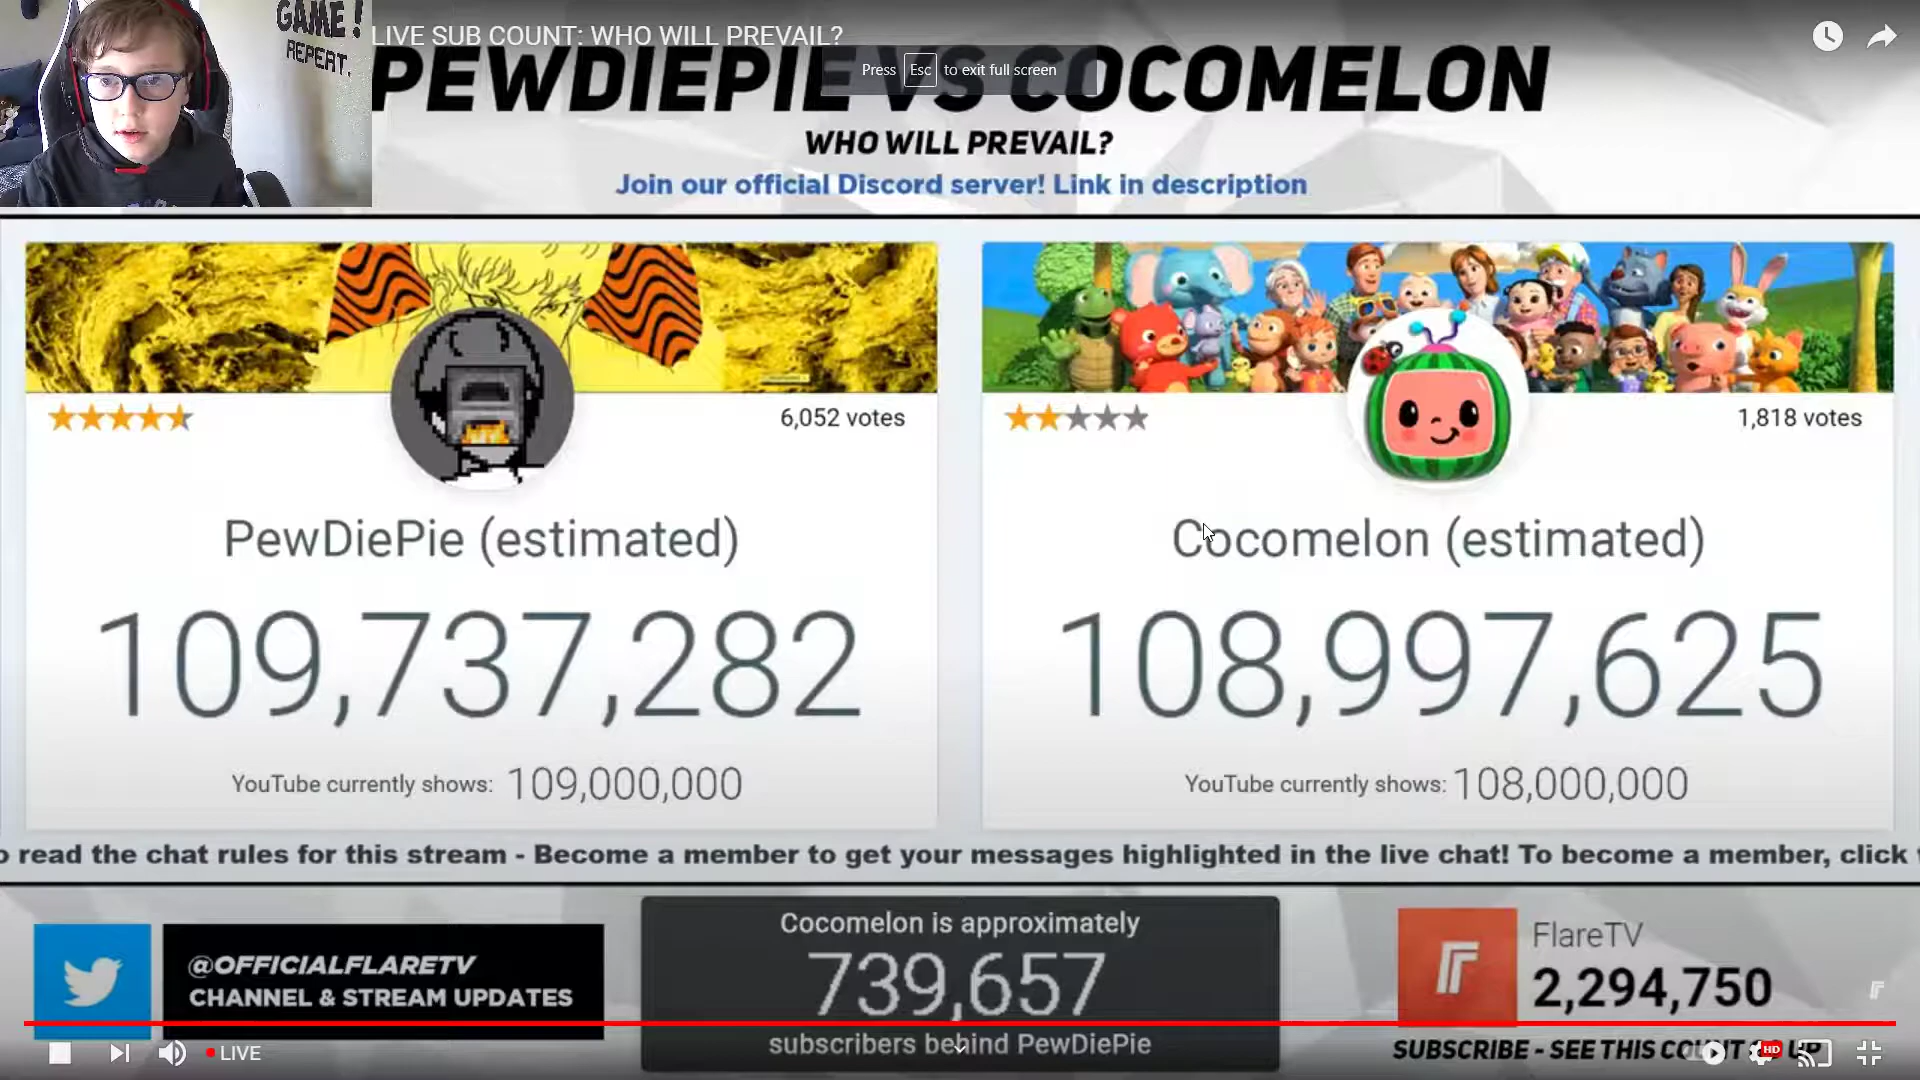 GAME!
REPEAT.
LIVE SUB COUNT: WHO WILL PREVAIL?
Press Esc to exit full screen
PEWDIEPIE VS COCOMELON
WHO WILL PREVAIL?
Join our official Discord server! Link in description
6,052 votes
1,818 votes
PewDiePie (estimated)
Cocomelon (estimated)
109,737,282
108,997,625
YouTube currently shows: 109,000,000
YouTube currently shows: 108,000,000
o read the chat rules for this stream - Become a member to get your messages highlighted in the live chat! To become a member, click
@OFFICIALFLARETV
CHANNEL & STREAM UPDATES
Cocomelon is approximately
739,657
subscribers behind PewDiePie
FlareTV
2,294,750
SUBSCRIBE - SEE THIS COUNT GO UP
LIVE
HD